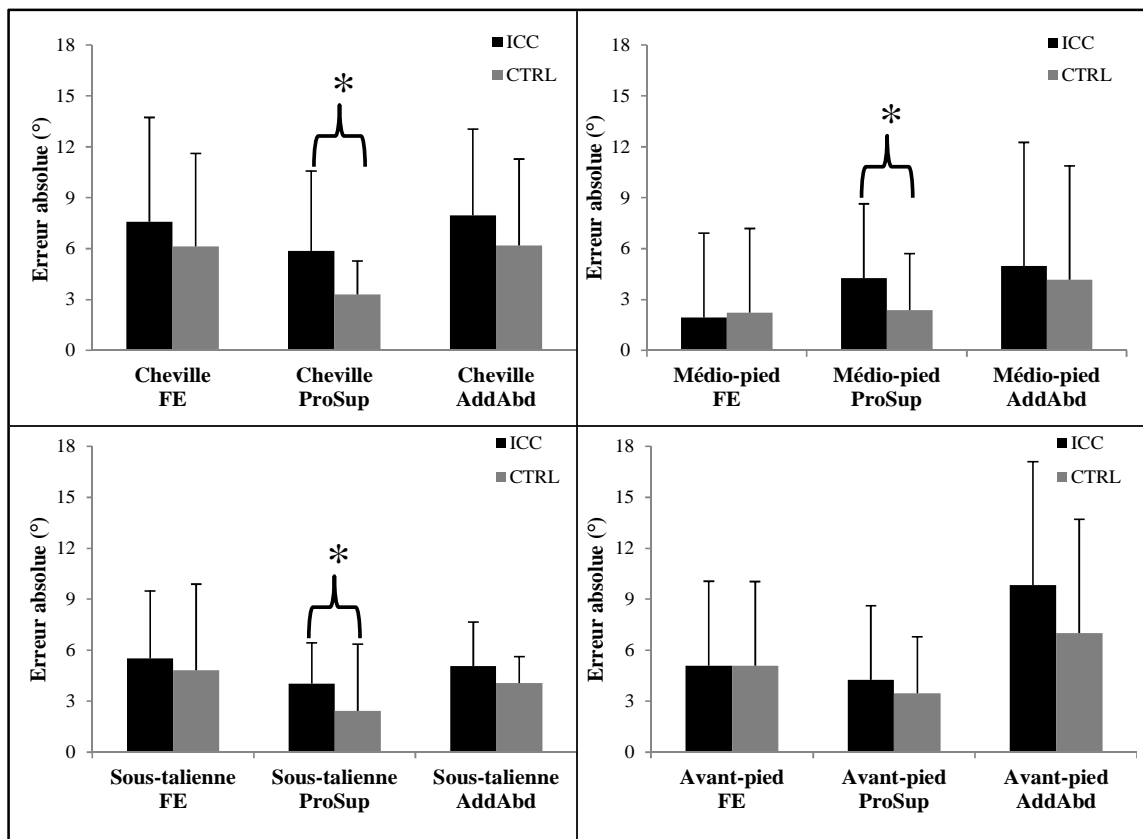 ICC
CTRL
18
15
12
9
6
3
0
Erreur absolue (°)
*
Cheville FE
Cheville ProSup
Cheville AddAbd
ICC
CTRL
18
15
12
9
6
3
0
Erreur absolue (°)
*
Médio-pied FE
Médio-pied ProSup
Médio-pied AddAbd
ICC
CTRL
18
15
12
9
6
3
0
Erreur absolue (°)
*
Sous-talienne FE
Sous-talienne ProSup
Sous-talienne AddAbd
ICC
CTRL
18
15
12
9
6
3
0
Erreur absolue (°)
Avant-pied FE
Avant-pied ProSup
Avant-pied AddAbd